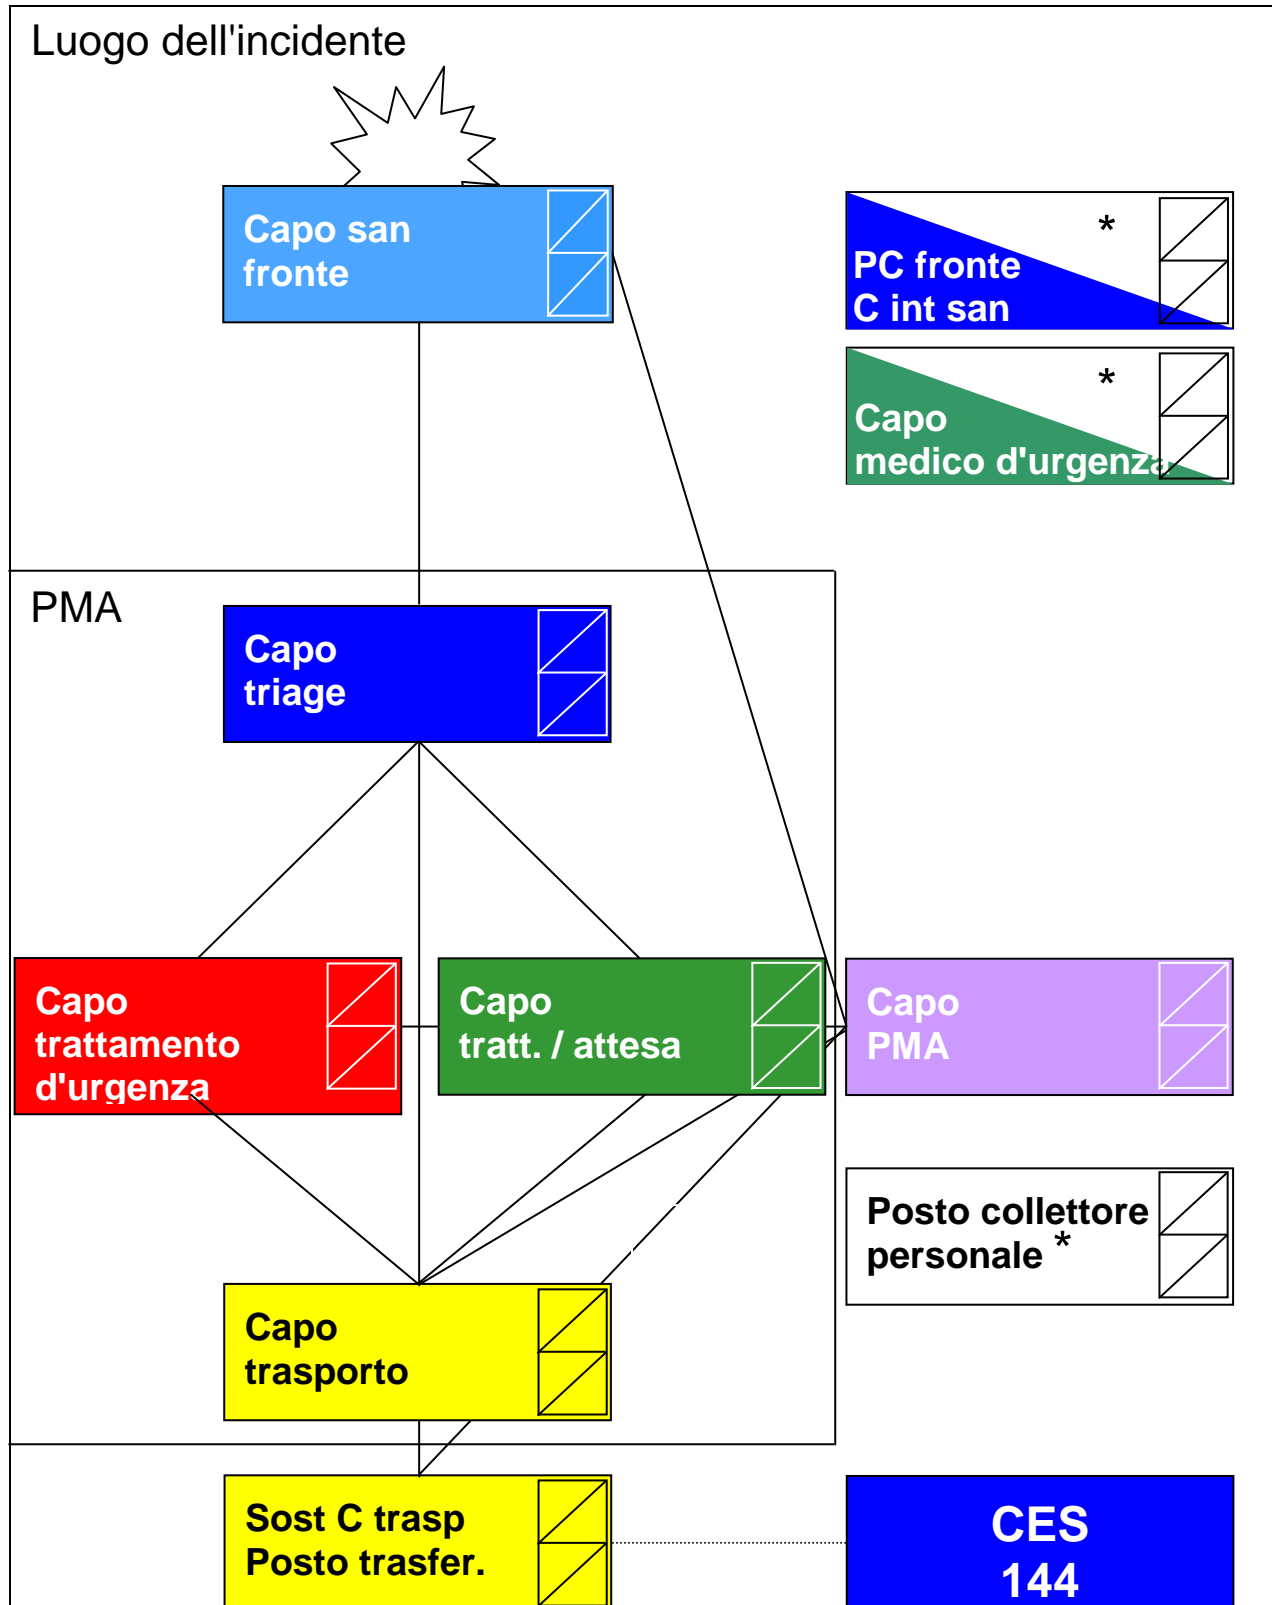 Luogo dell'incidente
Capo san
fronte
*
PC fronte
C int san
*
Capo
medico d'urgenza
PMA
Capo
triage
Capo
trattamento
d'urgenza
Capo
tratt. / attesa
Capo
PMA
Posto collettore
personale *
Capo
trasporto
Sost C trasp
Posto trasfer.
CES
144